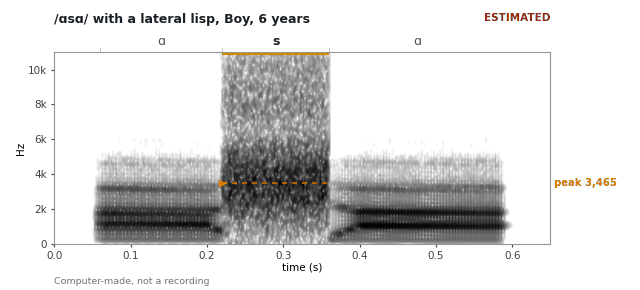 /ɑsɑ/ with a lateral lisp, Boy, 6 years
ESTIMATED
ɑ s ɑ
10k
8k
6k
4k
2k
0
Hz
peak 3,465
0.0 0.1 0.2 0.3 0.4 0.5 0.6
time (s)
Computer-made, not a recording